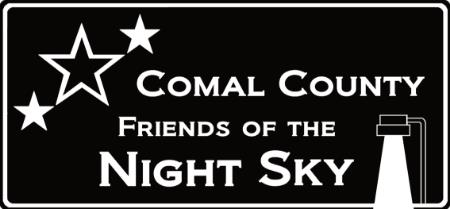 Comal County
Friends of the
Night Sky